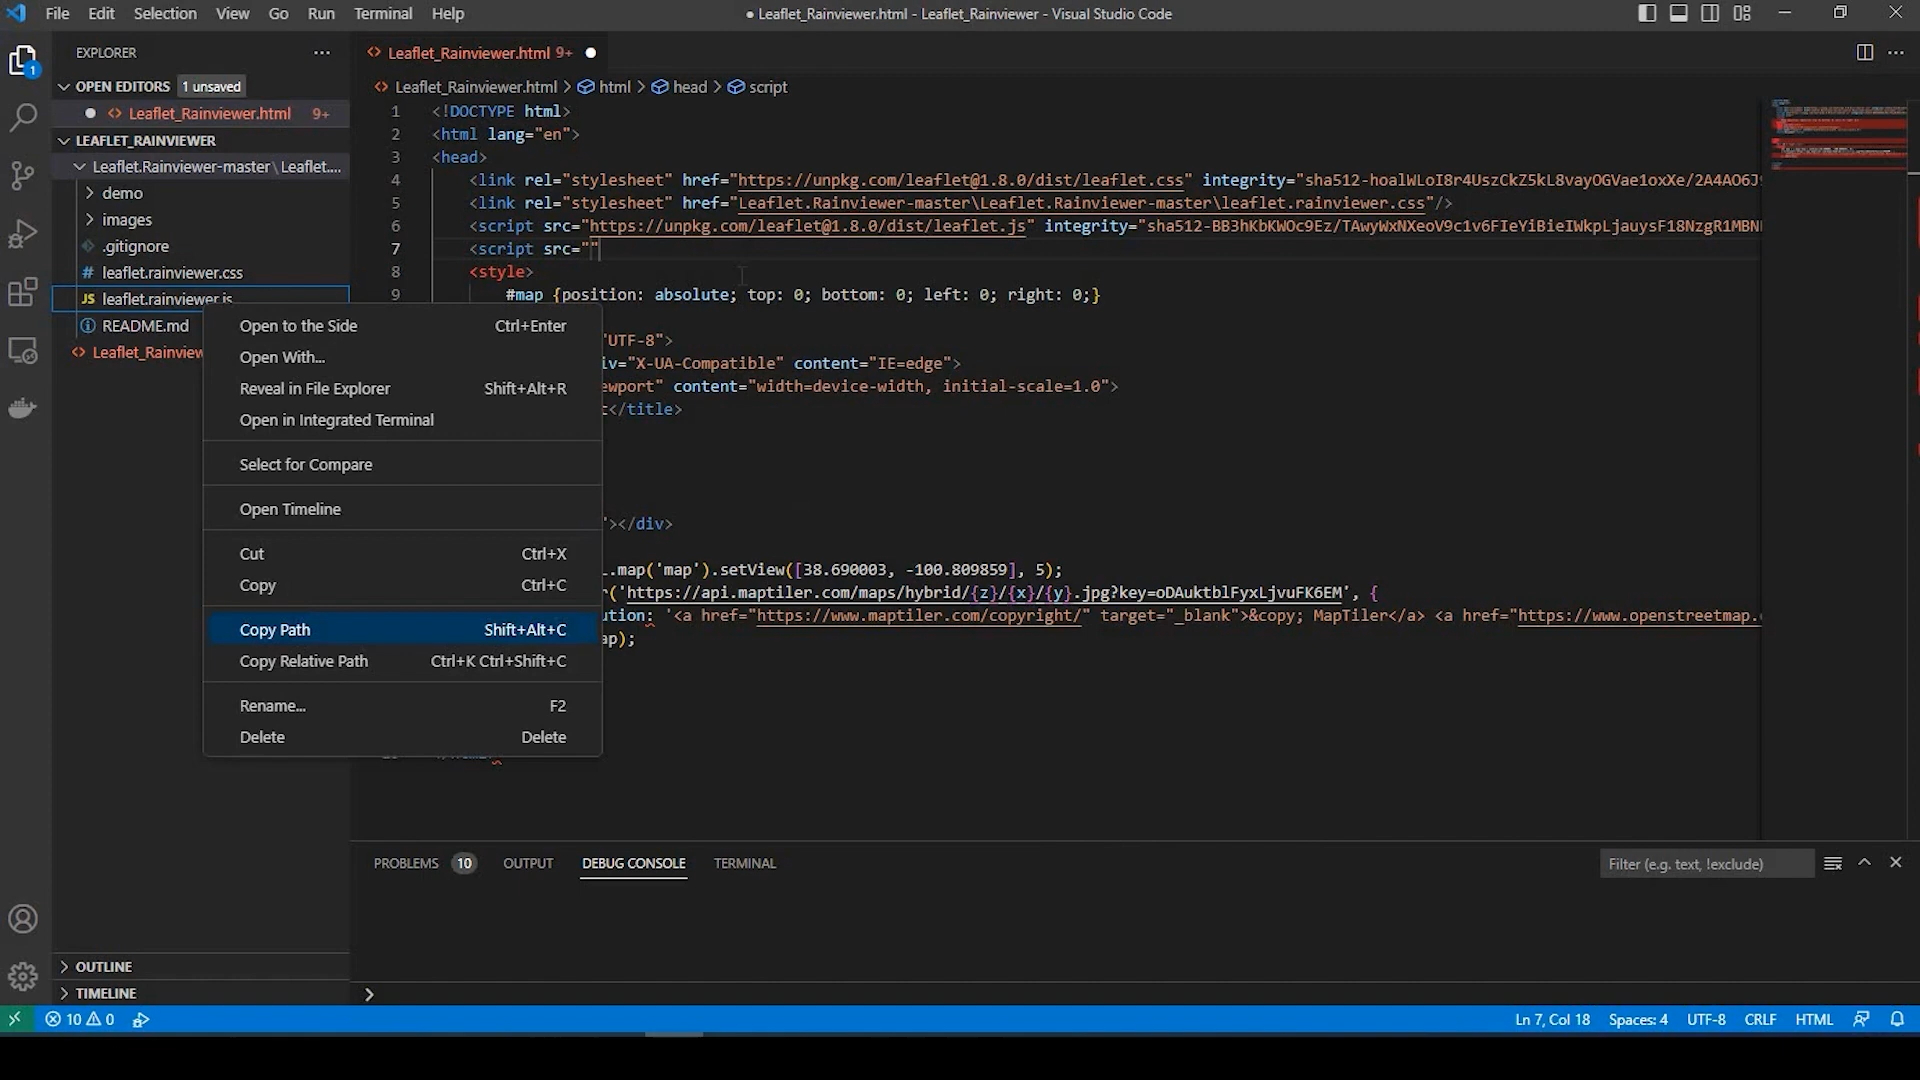 File Edit Selection View Go Run Terminal Help
● Leaflet_Rainviewer.html - Leaflet_Rainviewer - Visual Studio Code
EXPLORER
OPEN EDITORS 1 unsaved
Leaflet_Rainviewer.html 9+
LEAFLET_RAINVIEWER
Leaflet.Rainviewer-master\Leaflet....
demo
images
.gitignore
leaflet.rainviewer.css
JS leaflet.rainviewer.js
README.md
Leaflet_Rainview
1
Open to the Side Ctrl+Enter
Open With...
Reveal in File Explorer Shift+Alt+R
Open in Integrated Terminal
Select for Compare
Open Timeline
Cut Ctrl+X
Copy Ctrl+C
Copy Path Shift+Alt+C
Copy Relative Path Ctrl+K Ctrl+Shift+C
Rename... F2
Delete Delete
Leaflet_Rainviewer.html 9+
Leaflet_Rainviewer.html > html > head > script
1 <!DOCTYPE html>
2 <html lang="en">
3 <head>
4 <link rel="stylesheet" href="https://unpkg.com/leaflet@1.8.0/dist/leaflet.css" integrity="sha512-hoalWLoI8r4UszCkZ5kL8vayOGVae1oxXe/2A4AO6J9
5 <link rel="stylesheet" href="Leaflet.Rainviewer-master\Leaflet.Rainviewer-master\leaflet.rainviewer.css"/>
6 <script src="https://unpkg.com/leaflet@1.8.0/dist/leaflet.js" integrity="sha512-BB3hKbKWOc9Ez/TAwyWxNXeoV9c1v6FIeYiBieIWkpLjauysF18NzgR1MBN
7 <script src=""
8 <style>
9 #map {position: absolute; top: 0; bottom: 0; left: 0; right: 0;}
"UTF-8">
iv="X-UA-Compatible" content="IE=edge">
ewport" content="width=device-width, initial-scale=1.0">
t</title>
'></div>
L.map('map').setView([38.690003, -100.809859], 5);
r('https://api.maptiler.com/maps/hybrid/{z}/{x}/{y}.jpg?key=oDAuktblFyxLjvuFK6EM', {
ution: '<a href="https://www.maptiler.com/copyright/" target="_blank">&copy; MapTiler</a> <a href="https://www.openstreetmap.
ap);
PROBLEMS 10 OUTPUT DEBUG CONSOLE TERMINAL
Filter (e.g. text, !exclude)
OUTLINE
TIMELINE
10 0
Ln 7, Col 18 Spaces: 4 UTF-8 CRLF HTML